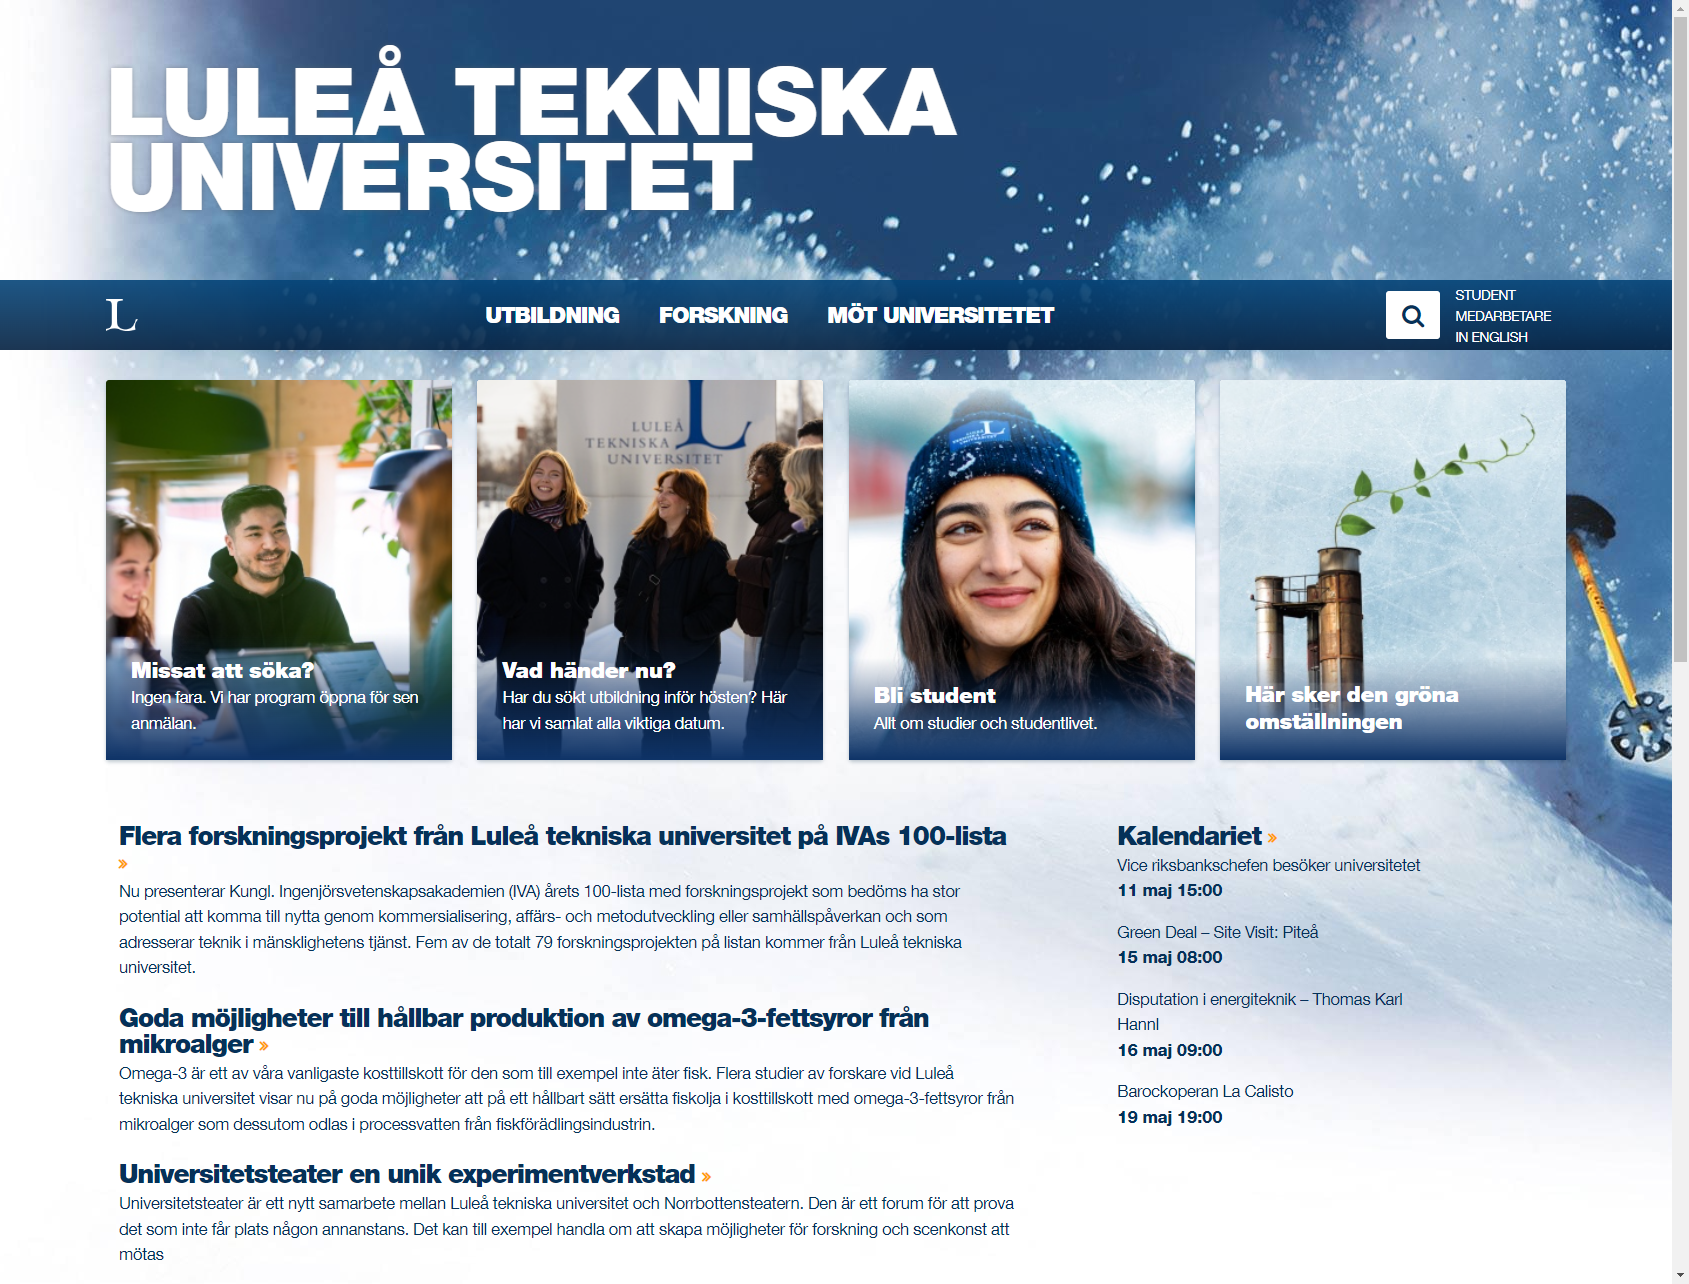 LULEÅ TEKNISKA
UNIVERSITET
L
UTBILDNING
FORSKNING
MÖT UNIVERSITETET
STUDENT
MEDARBETARE
IN ENGLISH
Missat att söka?
Ingen fara. Vi har program öppna för sen
anmälan.
LULEÅ
TEKNISKA
UNIVERSITET
L
Vad händer nu?
Har du sökt utbildning inför hösten? Här
har vi samlat alla viktiga datum.
LULEÅ
TEKNISKA
UNIVERSITET
L
Bli student
Allt om studier och studentlivet.
Här sker den gröna
omställningen
Flera forskningsprojekt från Luleå tekniska universitet på IVAs 100-lista
»
Nu presenterar Kungl. Ingenjörsvetenskapsakademien (IVA) årets 100-lista med forskningsprojekt som bedöms ha stor
potential att komma till nytta genom kommersialisering, affärs- och metodutveckling eller samhällspåverkan och som
adresserar teknik i mänsklighetens tjänst. Fem av de totalt 79 forskningsprojekten på listan kommer från Luleå tekniska
universitet.
Goda möjligheter till hållbar produktion av omega-3-fettsyror från
mikroalger »
Omega-3 är ett av våra vanligaste kosttillskott för den som till exempel inte äter fisk. Flera studier av forskare vid Luleå
tekniska universitet visar nu på goda möjligheter att på ett hållbart sätt ersätta fiskolja i kosttillskott med omega-3-fettsyror från
mikroalger som dessutom odlas i processvatten från fiskförädlingsindustrin.
Universitetsteater en unik experimentverkstad »
Universitetsteater är ett nytt samarbete mellan Luleå tekniska universitet och Norrbottensteatern. Den är ett forum för att prova
det som inte får plats någon annanstans. Det kan till exempel handla om att skapa möjligheter för forskning och scenkonst att
mötas
Kalendariet »
Vice riksbankschefen besöker universitetet
11 maj 15:00
Green Deal – Site Visit: Piteå
15 maj 08:00
Disputation i energiteknik – Thomas Karl
Hannl
16 maj 09:00
Barockoperan La Calisto
19 maj 19:00